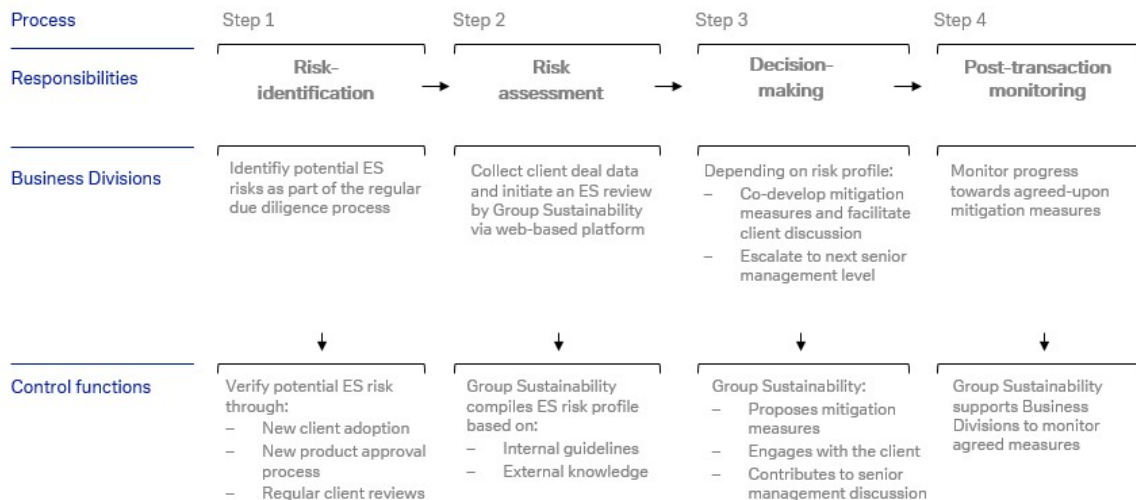 Process
Step 1
Step 2
Step 3
Step 4
Responsibilities
Risk-
identification
Risk
assessment
Decision-
making
Post-transaction
monitoring
Business Divisions
Identifiy potential ES
risks as part of the regular
due diligence process
Collect client deal data
and initiate an ES review
by Group Sustainability
via web-based platform
Depending on risk profile:
– Co-develop mitigation
measures and facilitate
client discussion
– Escalate to next senior
management level
Monitor progress
towards agreed-upon
mitigation measures
Control functions
Verify potential ES risk
through:
– New client adoption
– New product approval
process
– Regular client reviews
Group Sustainability
compiles ES risk profile
based on:
– Internal guidelines
– External knowledge
Group Sustainability:
– Proposes mitigation
measures
– Engages with the client
– Contributes to senior
management discussion
Group Sustainability
supports Business
Divisions to monitor
agreed measures